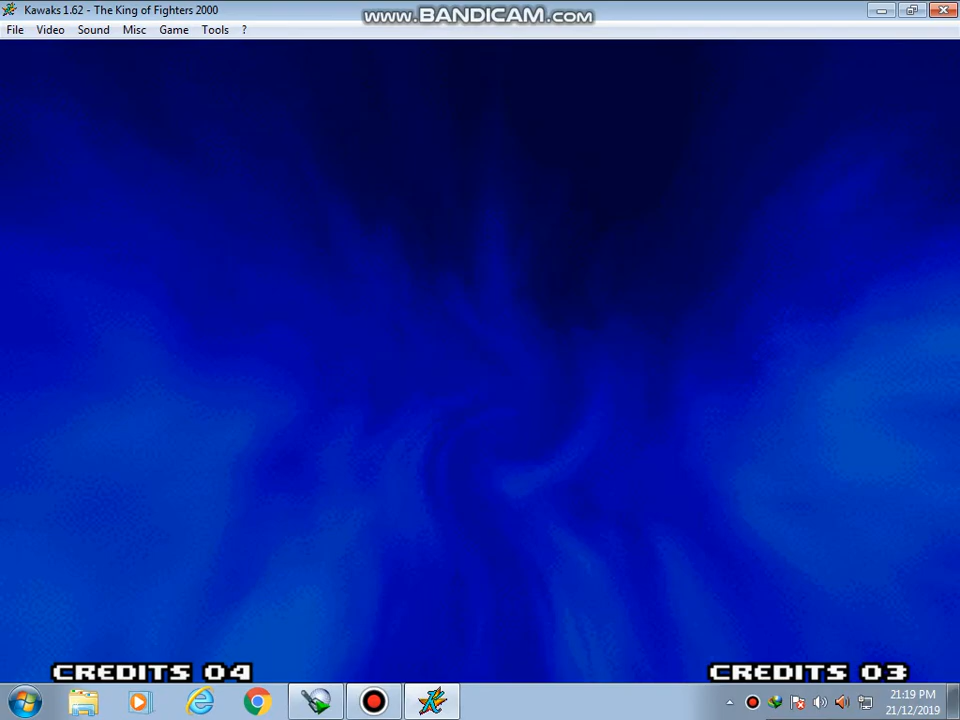 Kawaks 1.62 - The King of Fighters 2000
www.BANDICAM.com
File Video Sound Misc Game Tools ?
CREDITS 04
CREDITS 03
21:19 PM
21/12/2019